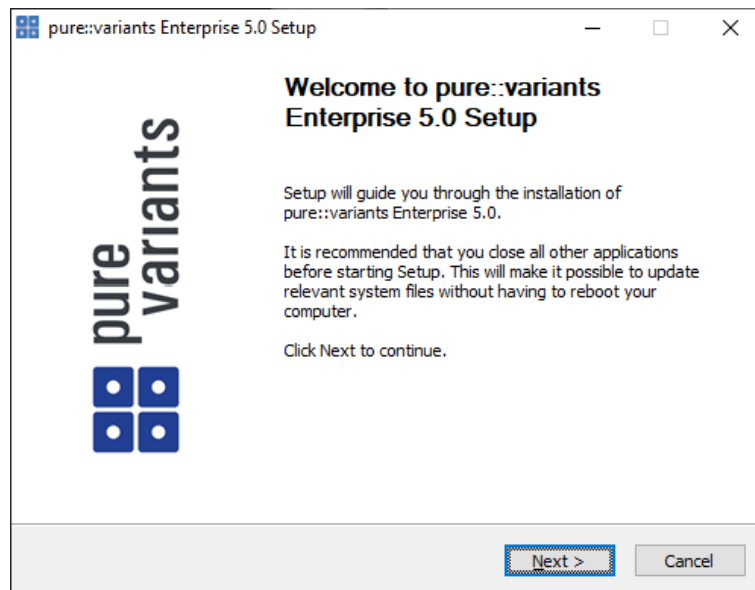 pure::variants Enterprise 5.0 Setup
Welcome to pure::variants
Enterprise 5.0 Setup
pure
variants
Setup will guide you through the installation of
pure::variants Enterprise 5.0.
It is recommended that you close all other applications
before starting Setup. This will make it possible to update
relevant system files without having to reboot your
computer.
Click Next to continue.
Next >
Cancel